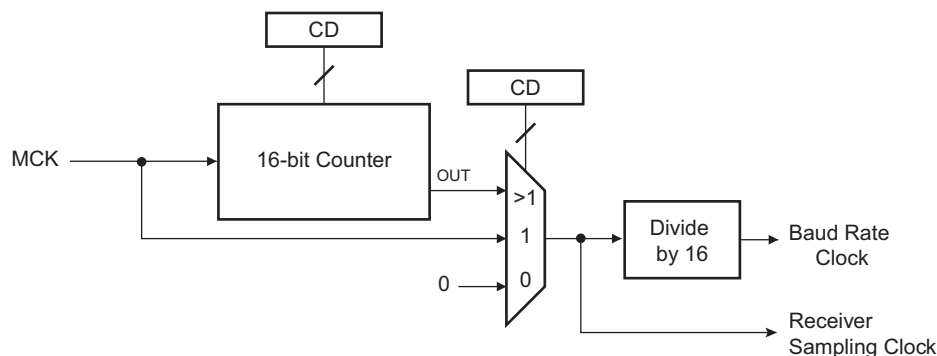 CD
CD
MCK
16-bit Counter
OUT
>1
1
0
0
Divide
by 16
Baud Rate
Clock
Receiver
Sampling Clock